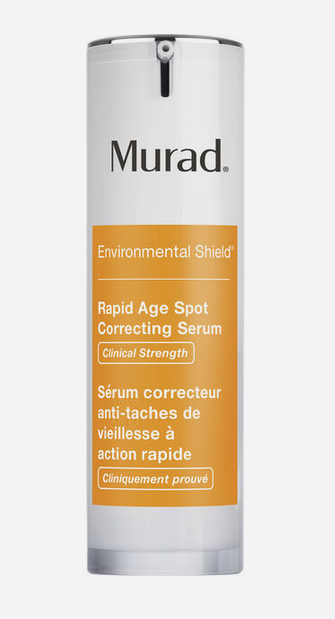 Murad®
Environmental Shield®
Rapid Age Spot
Correcting Serum
Clinical Strength
Sérum correcteur
anti-taches de
vieillesse à
action rapide
Cliniquement prouvé